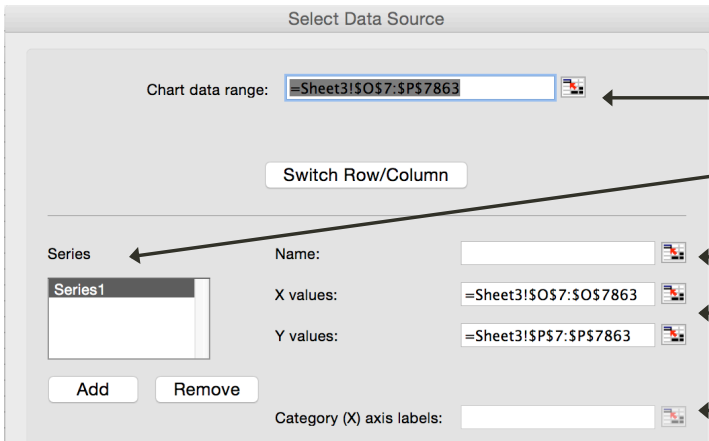 Select Data Source
Chart data range: =Sheet3!$O$7:$P$7863
Switch Row/Column
Series
Name:
Series1
X values: =Sheet3!$O$7:$O$7863
Y values: =Sheet3!$P$7:$P$7863
Add Remove
Category (X) axis labels: